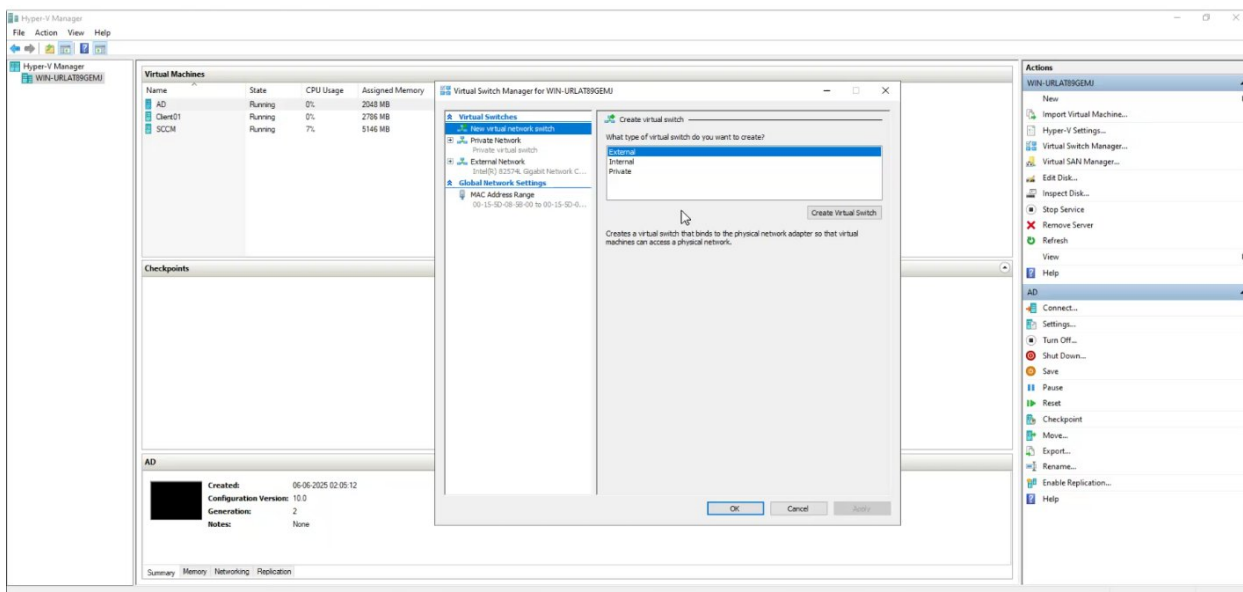 Hyper-V Manager
File Action View Help
Hyper-V Manager
WIN-URLAT89GEMJ
Virtual Machines
Name State CPU Usage Assigned Memory
AD Running 0% 2048 MB
Client01 Running 0% 2786 MB
SCCM Running 7% 5146 MB
Checkpoints
AD
Created: 06-06-2025 02:05:12
Configuration Version: 10.0
Generation: 2
Notes: None
Summary Memory Networking Replication
Virtual Switch Manager for WIN-URLAT89GEMJ
Virtual Switches
New virtual network switch
Private Network
Private virtual switch
External Network
Intel(R) 82574L Gigabit Network C...
Global Network Settings
MAC Address Range
00-15-5D-08-5B-00 to 00-15-5D-0...
Create virtual switch
What type of virtual switch do you want to create?
External
Internal
Private
Create Virtual Switch
Creates a virtual switch that binds to the physical network adapter so that virtual
machines can access a physical network.
OK Cancel Apply
Actions
WIN-URLAT89GEMJ
New
Import Virtual Machine...
Hyper-V Settings...
Virtual Switch Manager...
Virtual SAN Manager...
Edit Disk...
Inspect Disk...
Stop Service
Remove Server
Refresh
View
Help
AD
Connect...
Settings...
Turn Off...
Shut Down...
Save
Pause
Reset
Checkpoint
Move...
Export...
Rename...
Enable Replication...
Help